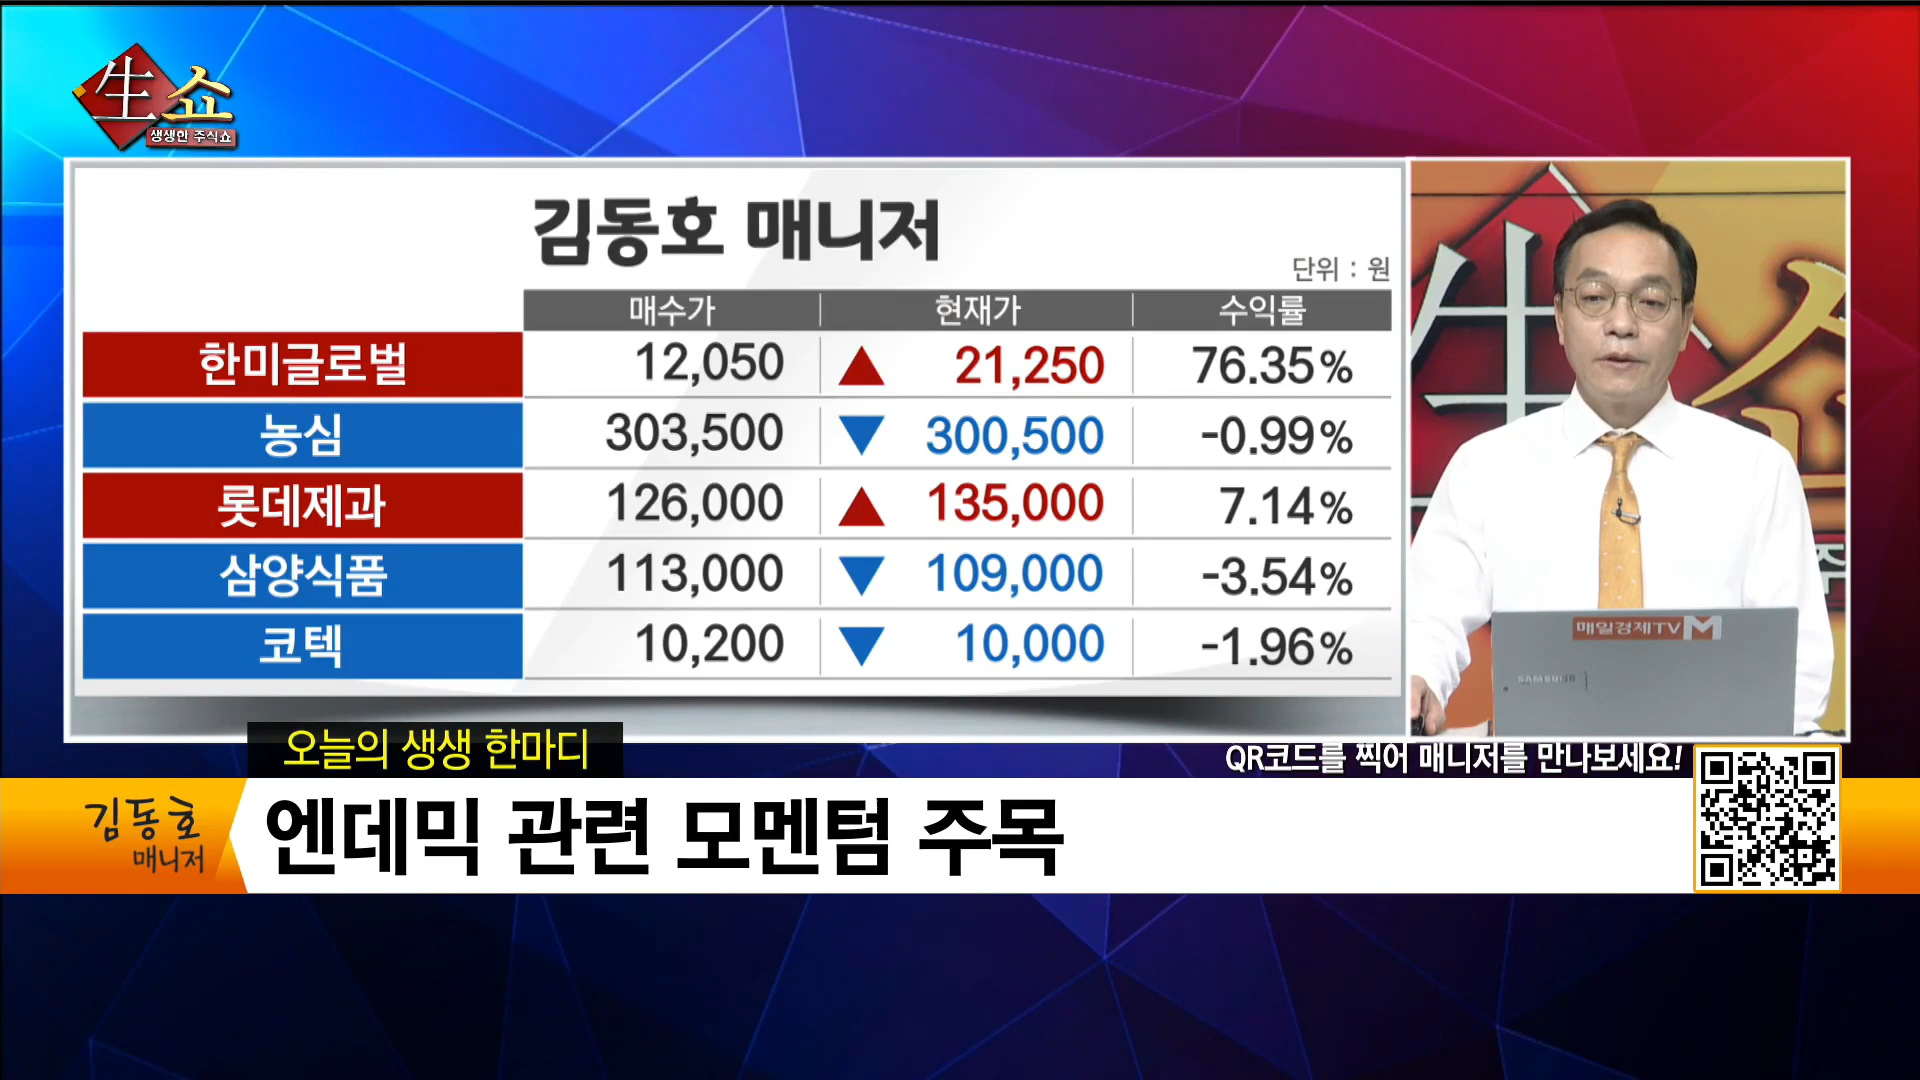 生쇼
생생한 주식쇼
김동호 매니저
단위 : 원
매수가 현재가 수익률
한미글로벌 12,050 ▲ 21,250 76.35%
농심 303,500 ▼ 300,500 -0.99%
롯데제과 126,000 ▲ 135,000 7.14%
삼양식품 113,000 ▼ 109,000 -3.54%
코텍 10,200 ▼ 10,000 -1.96%
生쇼
주
매일경제TV M
SAMSUNG
오늘의 생생 한마디
QR코드를 찍어 매니저를 만나보세요!
김동호
매니저
엔데믹 관련 모멘텀 주목